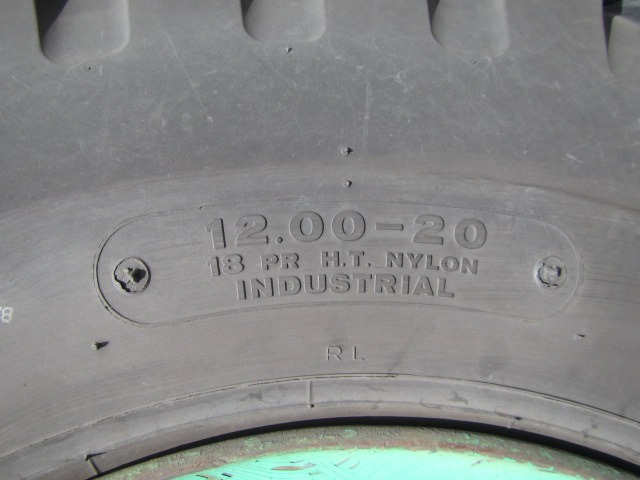 12.00-20
18 PR H.T. NYLON
INDUSTRIAL
RL